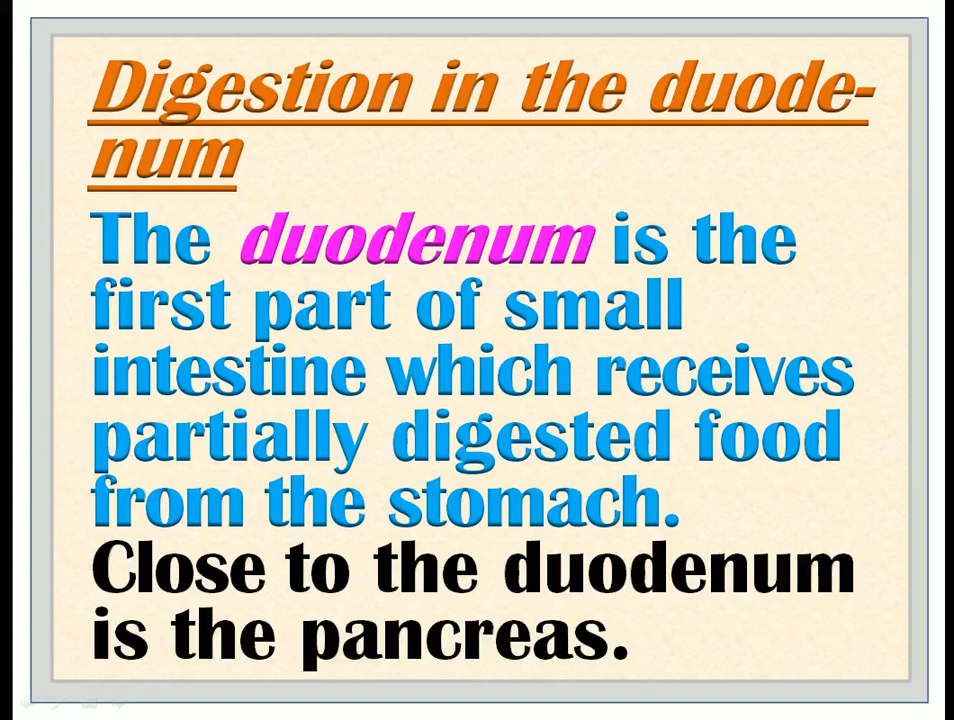 Digestion in the duode-
num
The duodenum is the
first part of small
intestine which receives
partially digested food
from the stomach.
Close to the duodenum
is the pancreas.